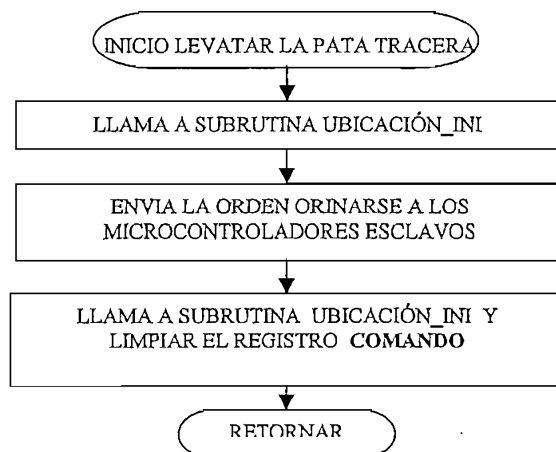 INICIO LEVATAR LA PATA TRACERA
LLAMA A SUBRUTINA UBICACIÓN_INI
ENVIA LA ORDEN ORINARSE A LOS
MICROCONTROLADORES ESCLAVOS
LLAMA A SUBRUTINA UBICACIÓN_INI Y
LIMPIAR EL REGISTRO COMANDO
RETORNAR